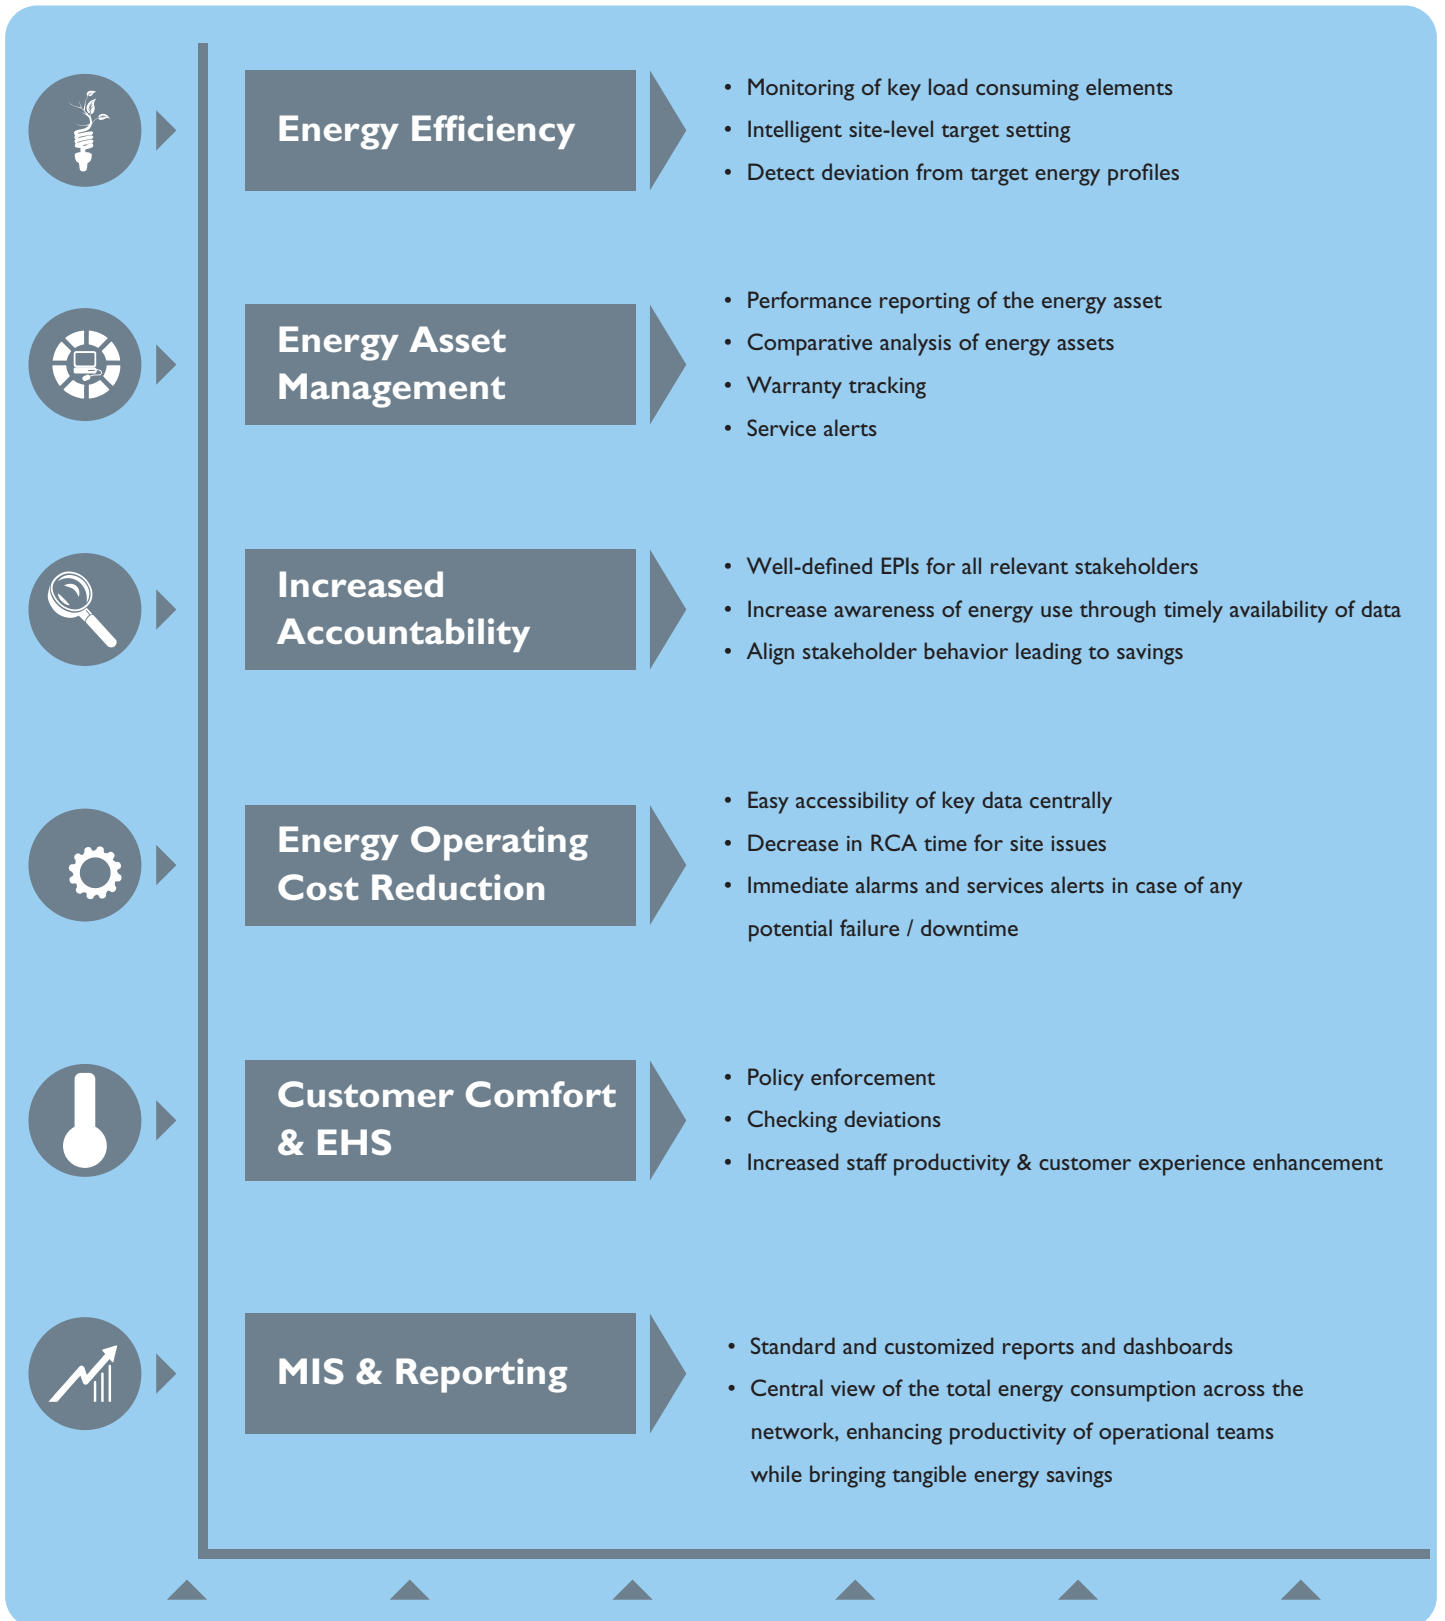 Energy Efficiency
• Monitoring of key load consuming elements
• Intelligent site-level target setting
• Detect deviation from target energy profiles
Energy Asset
Management
• Performance reporting of the energy asset
• Comparative analysis of energy assets
• Warranty tracking
• Service alerts
Increased
Accountability
• Well-defined EPIs for all relevant stakeholders
• Increase awareness of energy use through timely availability of data
• Align stakeholder behavior leading to savings
Energy Operating
Cost Reduction
• Easy accessibility of key data centrally
• Decrease in RCA time for site issues
• Immediate alarms and services alerts in case of any
potential failure / downtime
Customer Comfort
& EHS
• Policy enforcement
• Checking deviations
• Increased staff productivity & customer experience enhancement
MIS & Reporting
• Standard and customized reports and dashboards
• Central view of the total energy consumption across the
network, enhancing productivity of operational teams
while bringing tangible energy savings